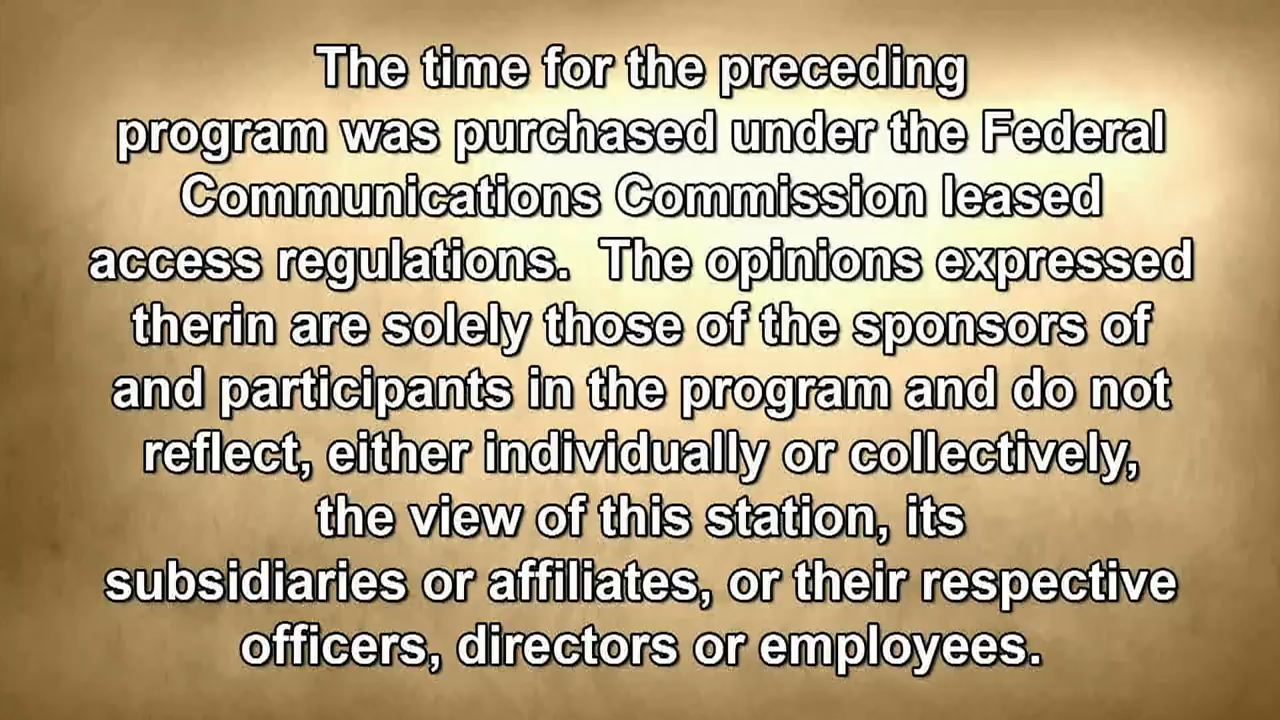 The time for the preceding
program was purchased under the Federal
Communications Commission leased
access regulations.  The opinions expressed
therin are solely those of the sponsors of
and participants in the program and do not
reflect, either individually or collectively,
the view of this station, its
subsidiaries or affiliates, or their respective
officers, directors or employees.